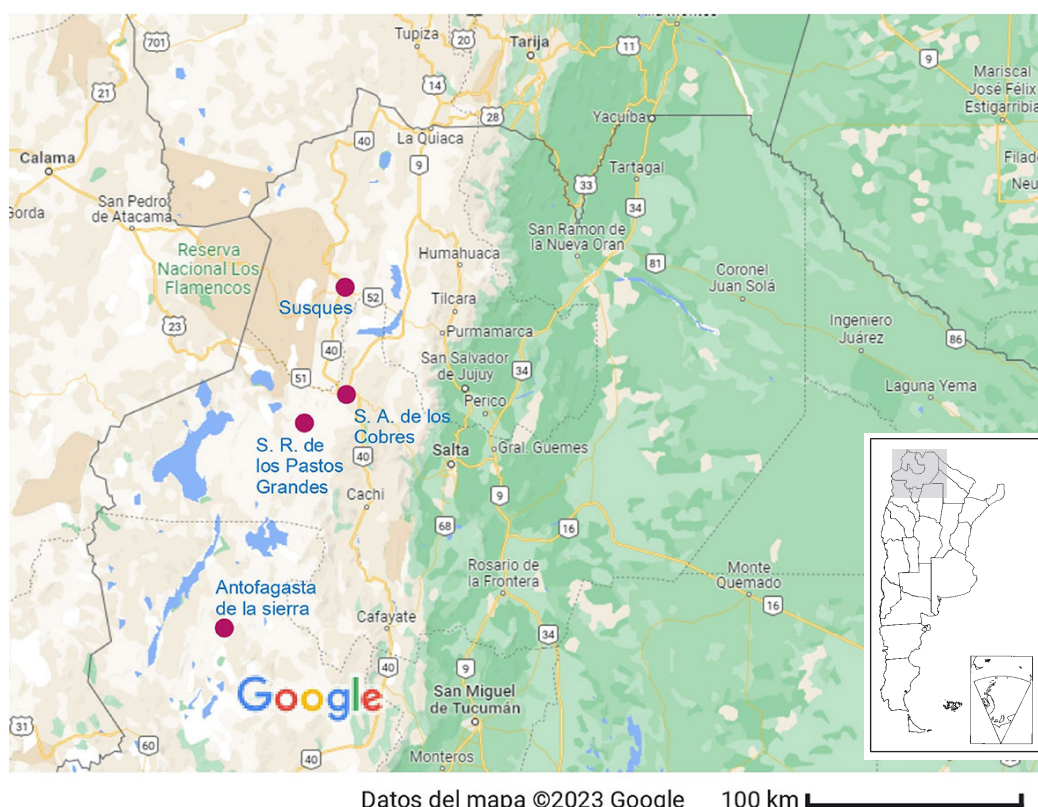 701
Tupiza
20
Tarija
11
9
21
14
Mariscal
José Félix
Estigarribia
28
Yacuiba
40
La Quiaca
Calama
9
Tartagal
33
San Pedro
de Atacama
34
San Ramon de
la Nueva Oran
Reserva
Nacional Los
Flamencos
Humahuaca
81
Coronel
Juan Solá
52
Susques
Tilcara
23
Purmamarca
Ingeniero
Juárez
86
40
San Salvador
de Jujuy
34
51
Perico
Laguna Yema
S. A. de los
Cobres
S. R. de
los Pastos
Grandes
40
Salta
Gral. Guemes
Cachi
9
68
16
Rosario de
la Frontera
Monte
Quemado
16
Antofagasta
de la sierra
Cafayate
34
40
9
Google
San Miguel
de Tucumán
31
60
40
Monteros
Datos del mapa ©2023 Google 100 km